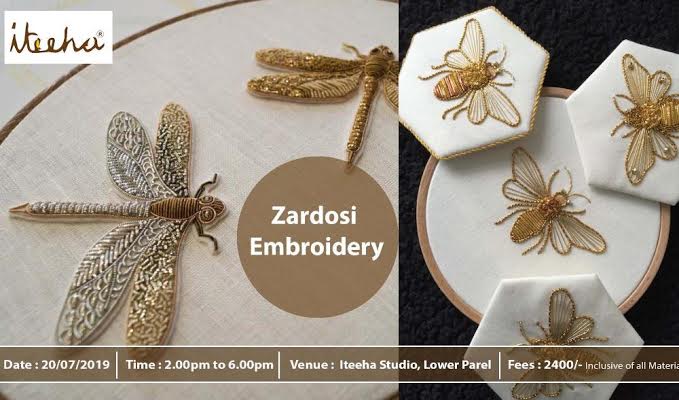 iteeha®
Zardosi
Embroidery
Date : 20/07/2019 | Time : 2.00pm to 6.00pm | Venue : Iteeha Studio, Lower Parel | Fees : 2400/- Inclusive of all Materia